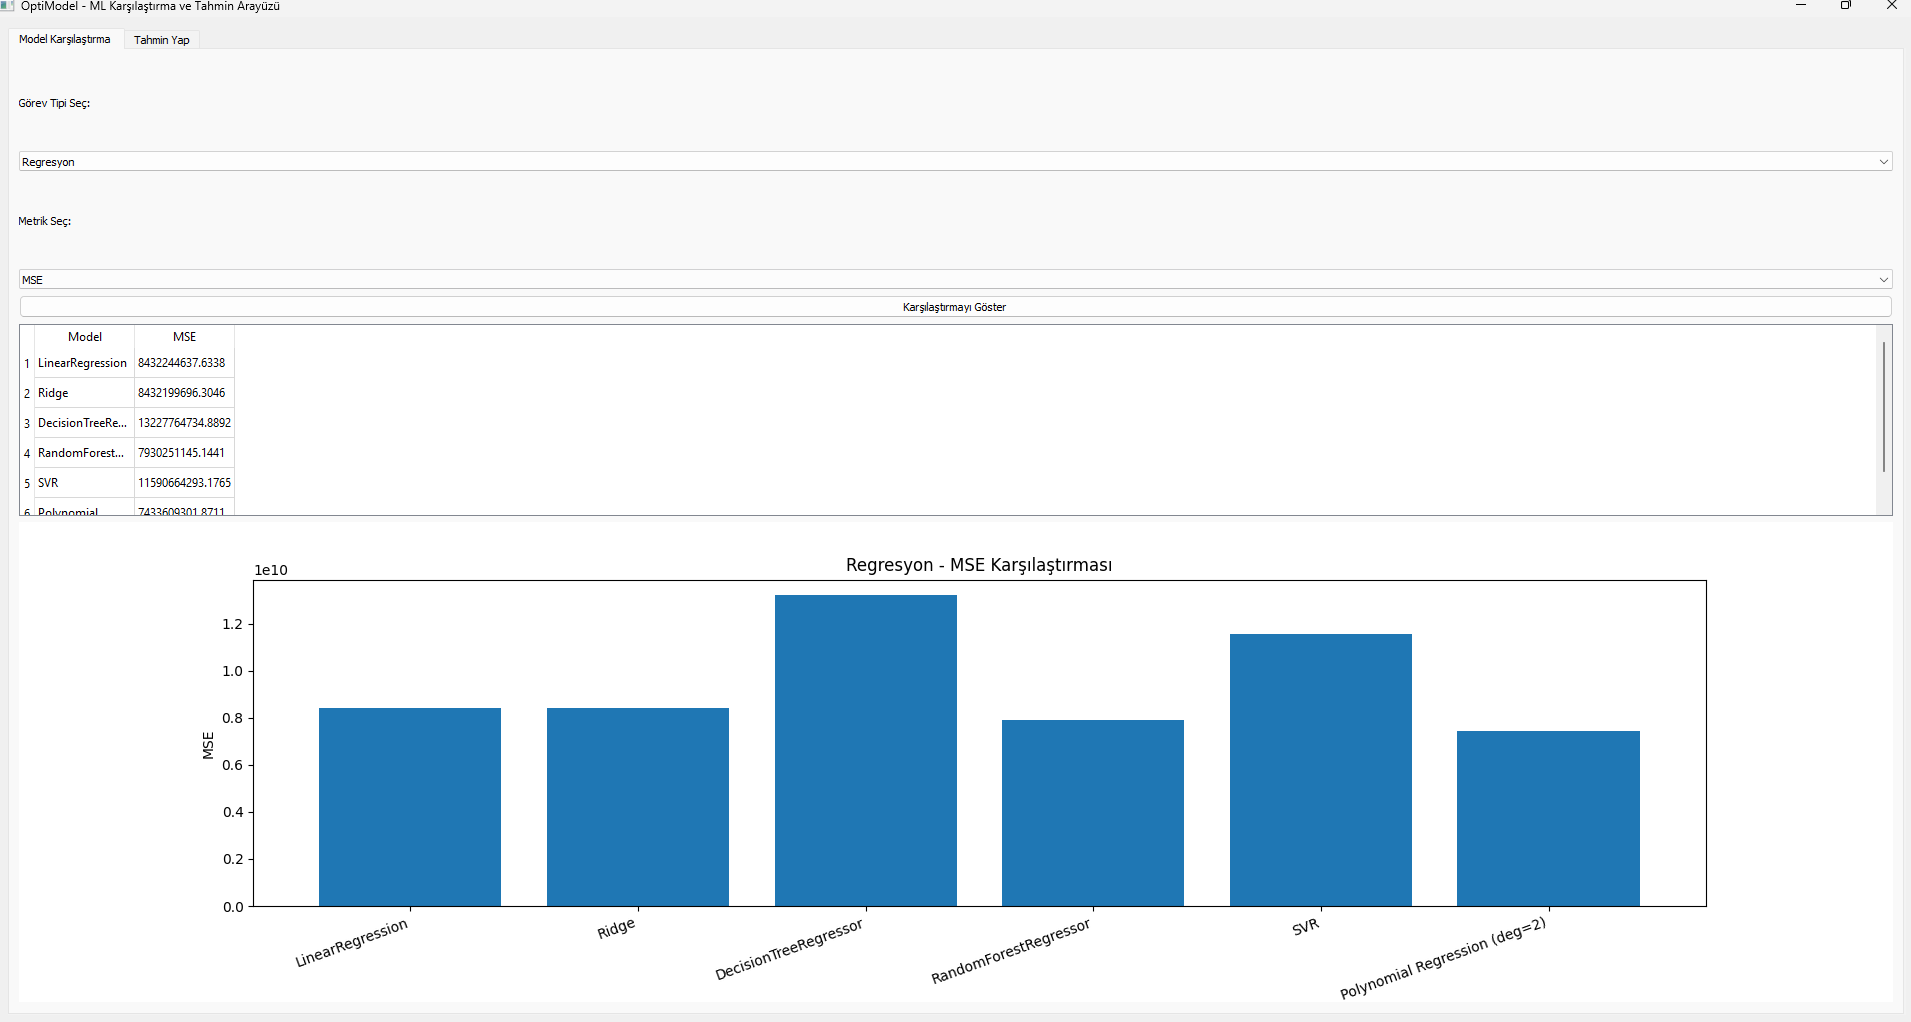 OptiModel - ML Karşılaştırma ve Tahmin Arayüzü
Model Karşılaştırma Tahmin Yap
Görev Tipi Seç:
Regresyon
Metrik Seç:
MSE
Karşılaştırmayı Göster
Model MSE
1 LinearRegression 8432244637.6338
2 Ridge 8432199696.3046
3 DecisionTreeRe... 13227764734.8892
4 RandomForest... 7930251145.1441
5 SVR 11590664293.1765
6 Polynomial 7433609301.8711
Regresyon - MSE Karşılaştırması
1e10
1.2
1.0
0.8
0.6
0.4
0.2
0.0
MSE
LinearRegression
Ridge
DecisionTreeRegressor
RandomForestRegressor
SVR
Polynomial Regression (deg=2)